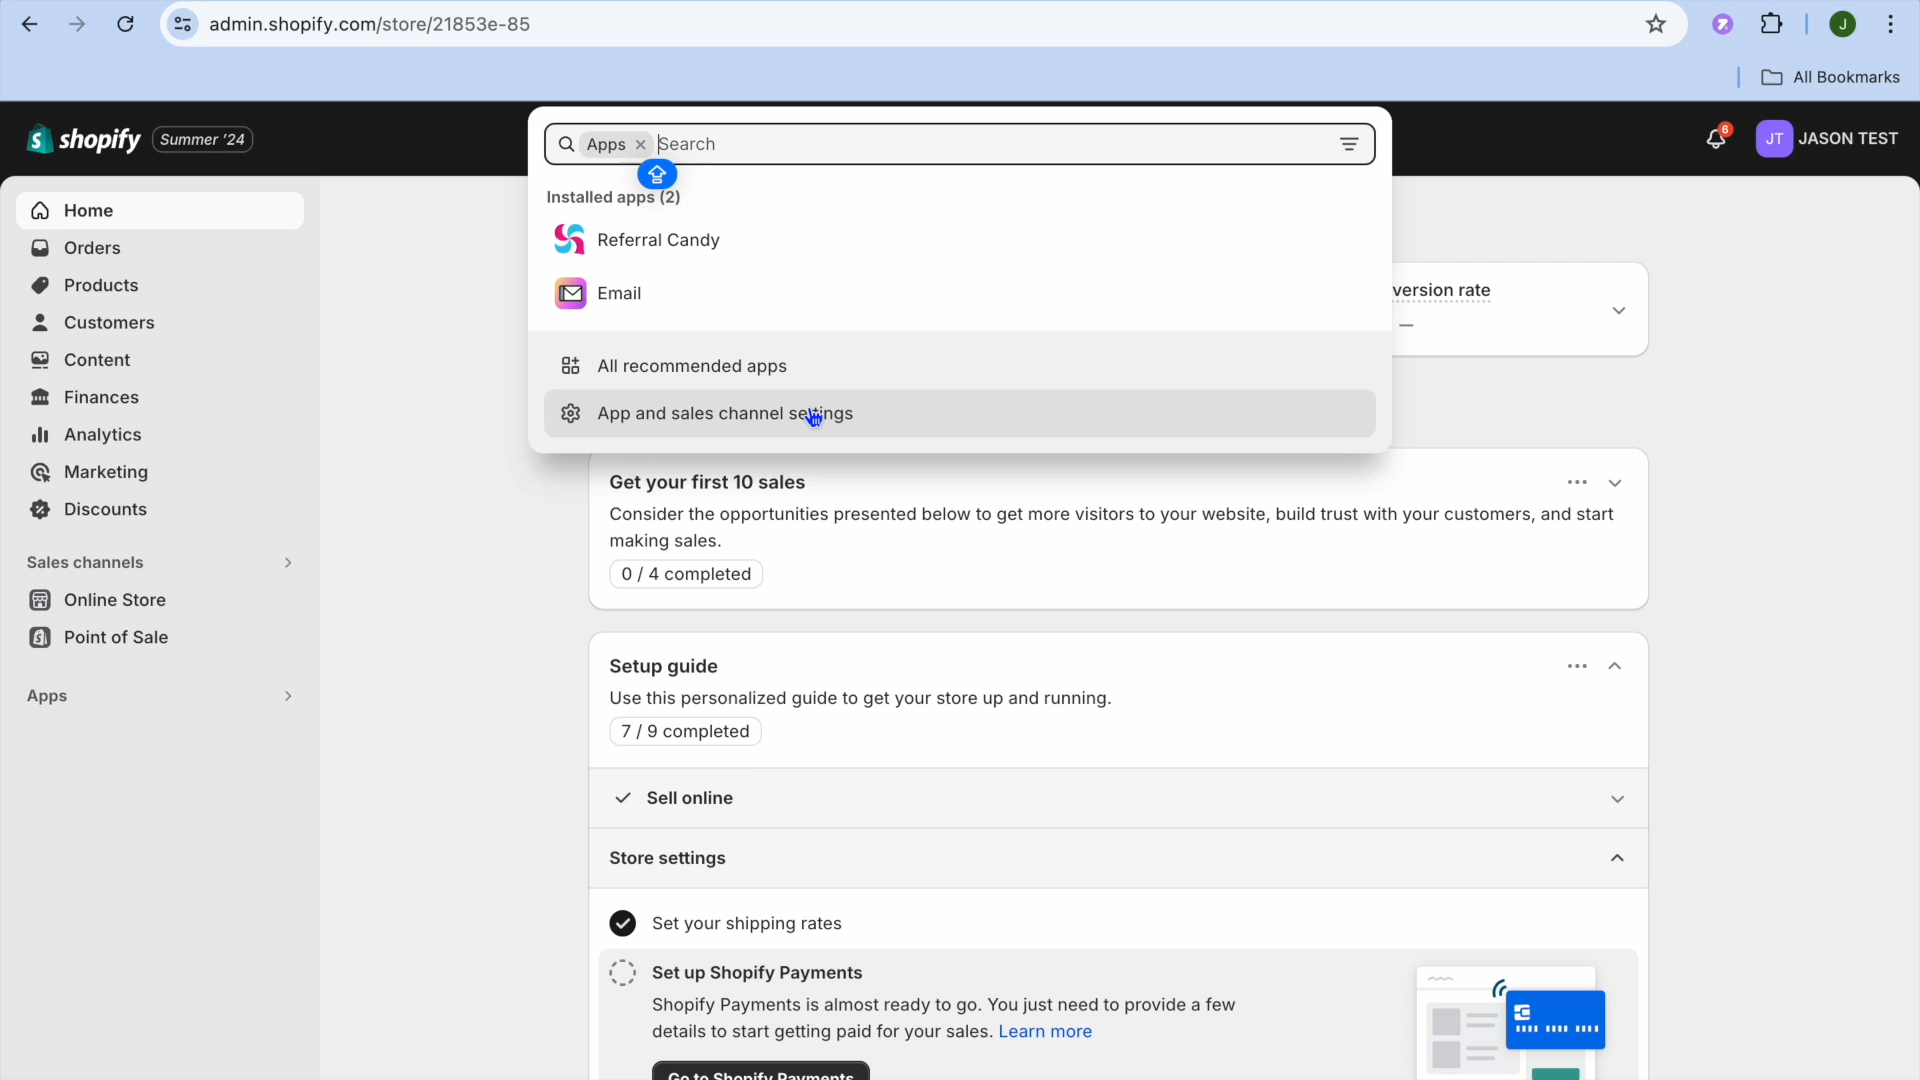 admin.shopify.com/store/21853e-85
J
All Bookmarks
shopify
Summer '24
Apps
Search
6
JT
JASON TEST
Installed apps (2)
Referral Candy
Email
All recommended apps
App and sales channel settings
Home
Orders
Products
Customers
Content
Finances
Analytics
Marketing
Discounts
Sales channels
Online Store
Point of Sale
Apps
version rate
—
Get your first 10 sales
Consider the opportunities presented below to get more visitors to your website, build trust with your customers, and start
making sales.
0 / 4 completed
Setup guide
Use this personalized guide to get your store up and running.
7 / 9 completed
Sell online
Store settings
Set your shipping rates
Set up Shopify Payments
Shopify Payments is almost ready to go. You just need to provide a few
details to start getting paid for your sales. Learn more
Go to Shopify Payments